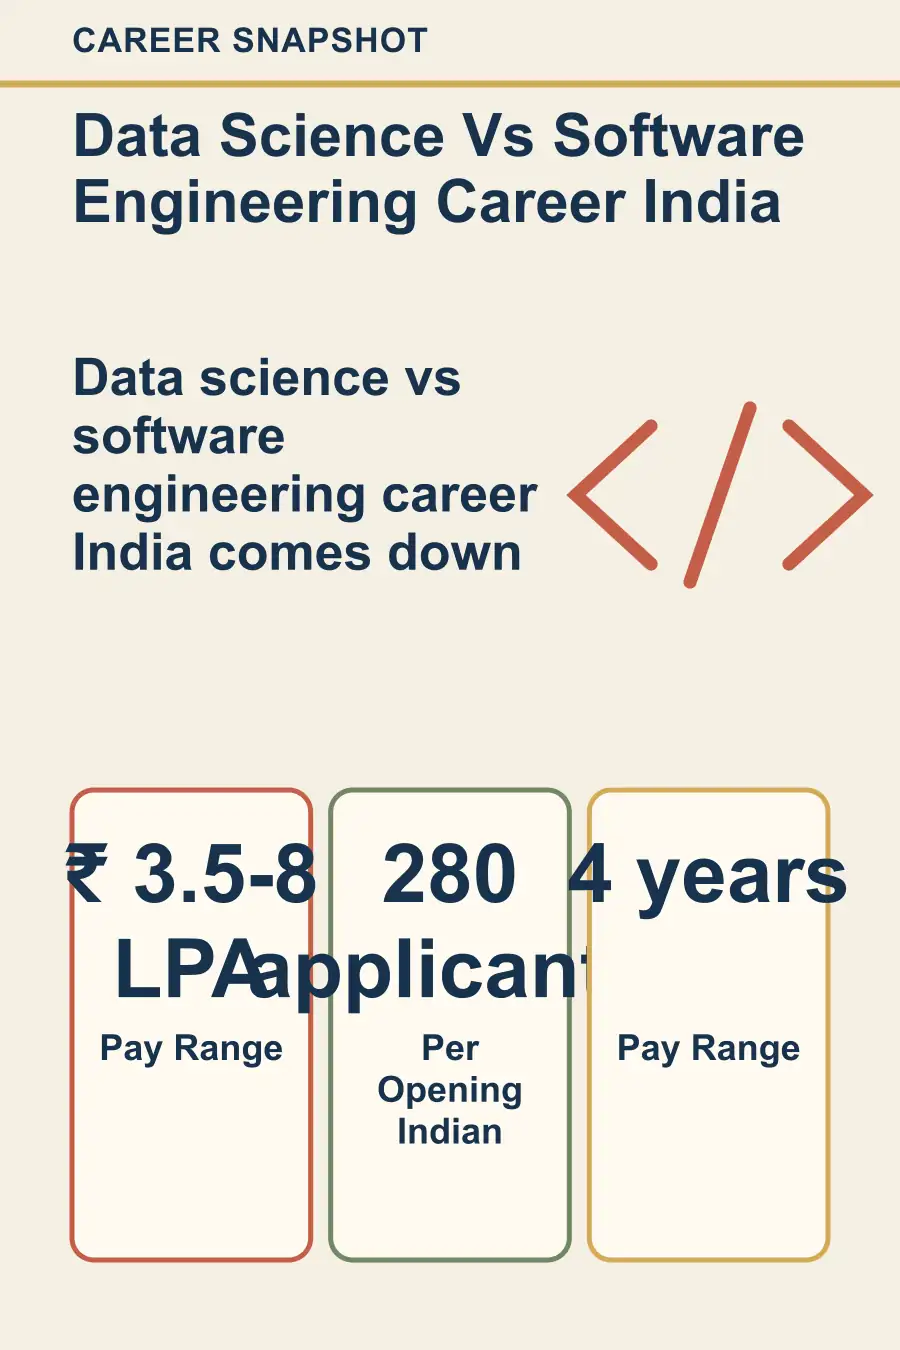 CAREER SNAPSHOT
Data Science Vs Software
Engineering Career India
Data science vs
software
engineering career
India comes down
₹ 3.5-8
LPA
Pay Range
280
applicant
Per
Opening
Indian
4 years
Pay Range